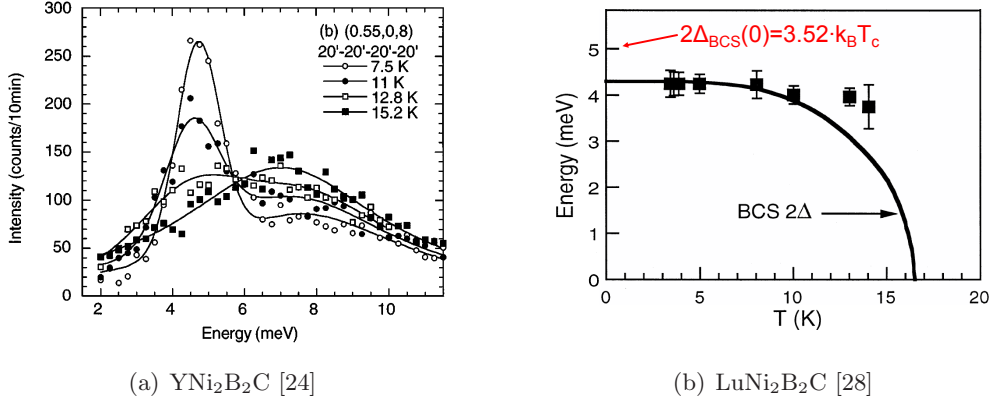 (b) (0.55,0,8)
20'-20'-20'-20'
7.5 K
11 K
12.8 K
15.2 K
300
250
200
150
100
50
0
2
4
6
8
10
Intensity (counts/10min)
Energy (meV)
(a) YNi₂B₂C [24]
2Δ_BCS(0)=3.52·k_BT_c
5
4
3
2
1
0
0
5
10
15
20
Energy (meV)
T (K)
BCS 2Δ
(b) LuNi₂B₂C [28]